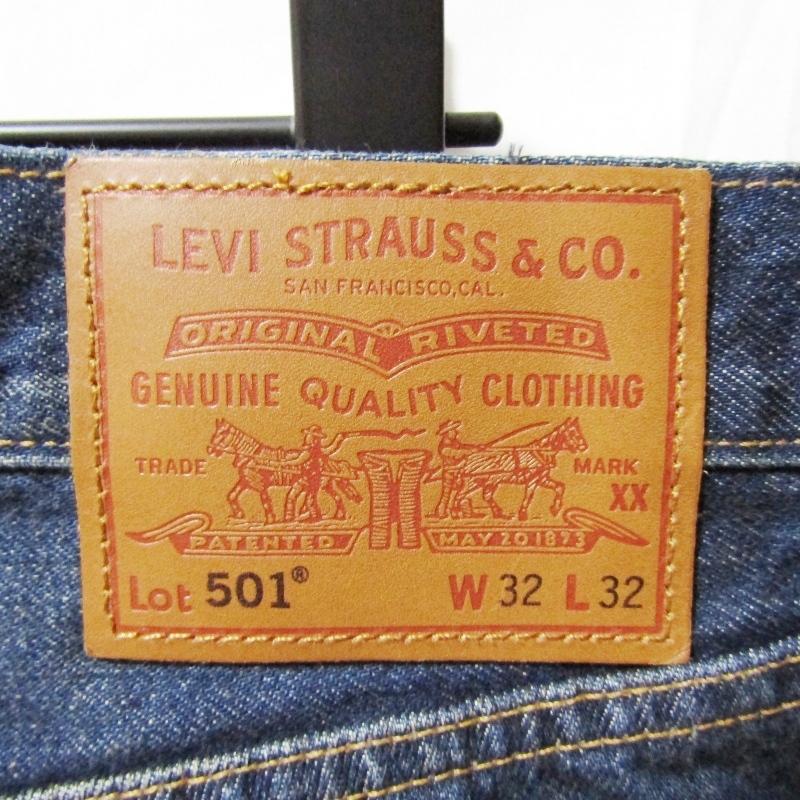 LEVI STRAUSS & CO.
SAN FRANCISCO, CAL.
ORIGINAL RIVETED
GENUINE QUALITY CLOTHING
TRADE MARK
XX
PATENTED MAY 20 1873
Lot 501® W 32 L 32